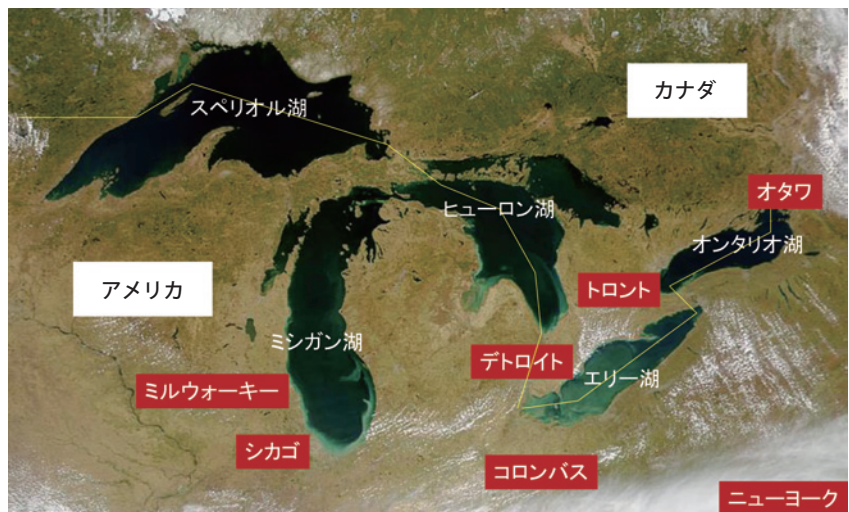 スペリオル湖
カナダ
オタワ
ヒューロン湖
オンタリオ湖
アメリカ
トロント
ミシガン湖
デトロイト
エリー湖
ミルウォーキー
シカゴ
コロンバス
ニューヨーク